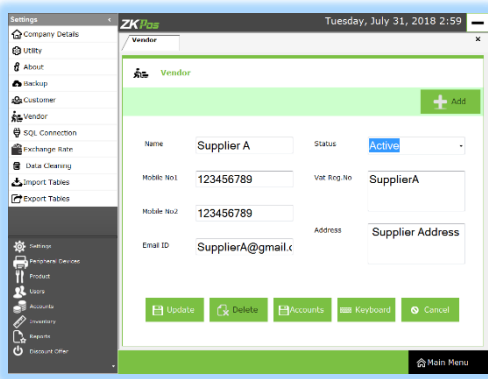 Settings
ZKPos
Tuesday, July 31, 2018 2:59
Company Details
Utility
About
Backup
Customer
Vendor
SQL Connection
Exchange Rate
Data Cleaning
Import Tables
Export Tables
Settings
Peripheral Devices
Product
Users
Accounts
Inventory
Reports
Discount Offer
Vendor
x
Vendor
Add
Name
Supplier A
Status
Active
Mobile No1
123456789
Vat Reg.No
SupplierA
Mobile No2
123456789
Address
Supplier Address
Email ID
SupplierA@gmail.c
Update
Delete
Accounts
Keyboard
Cancel
Main Menu